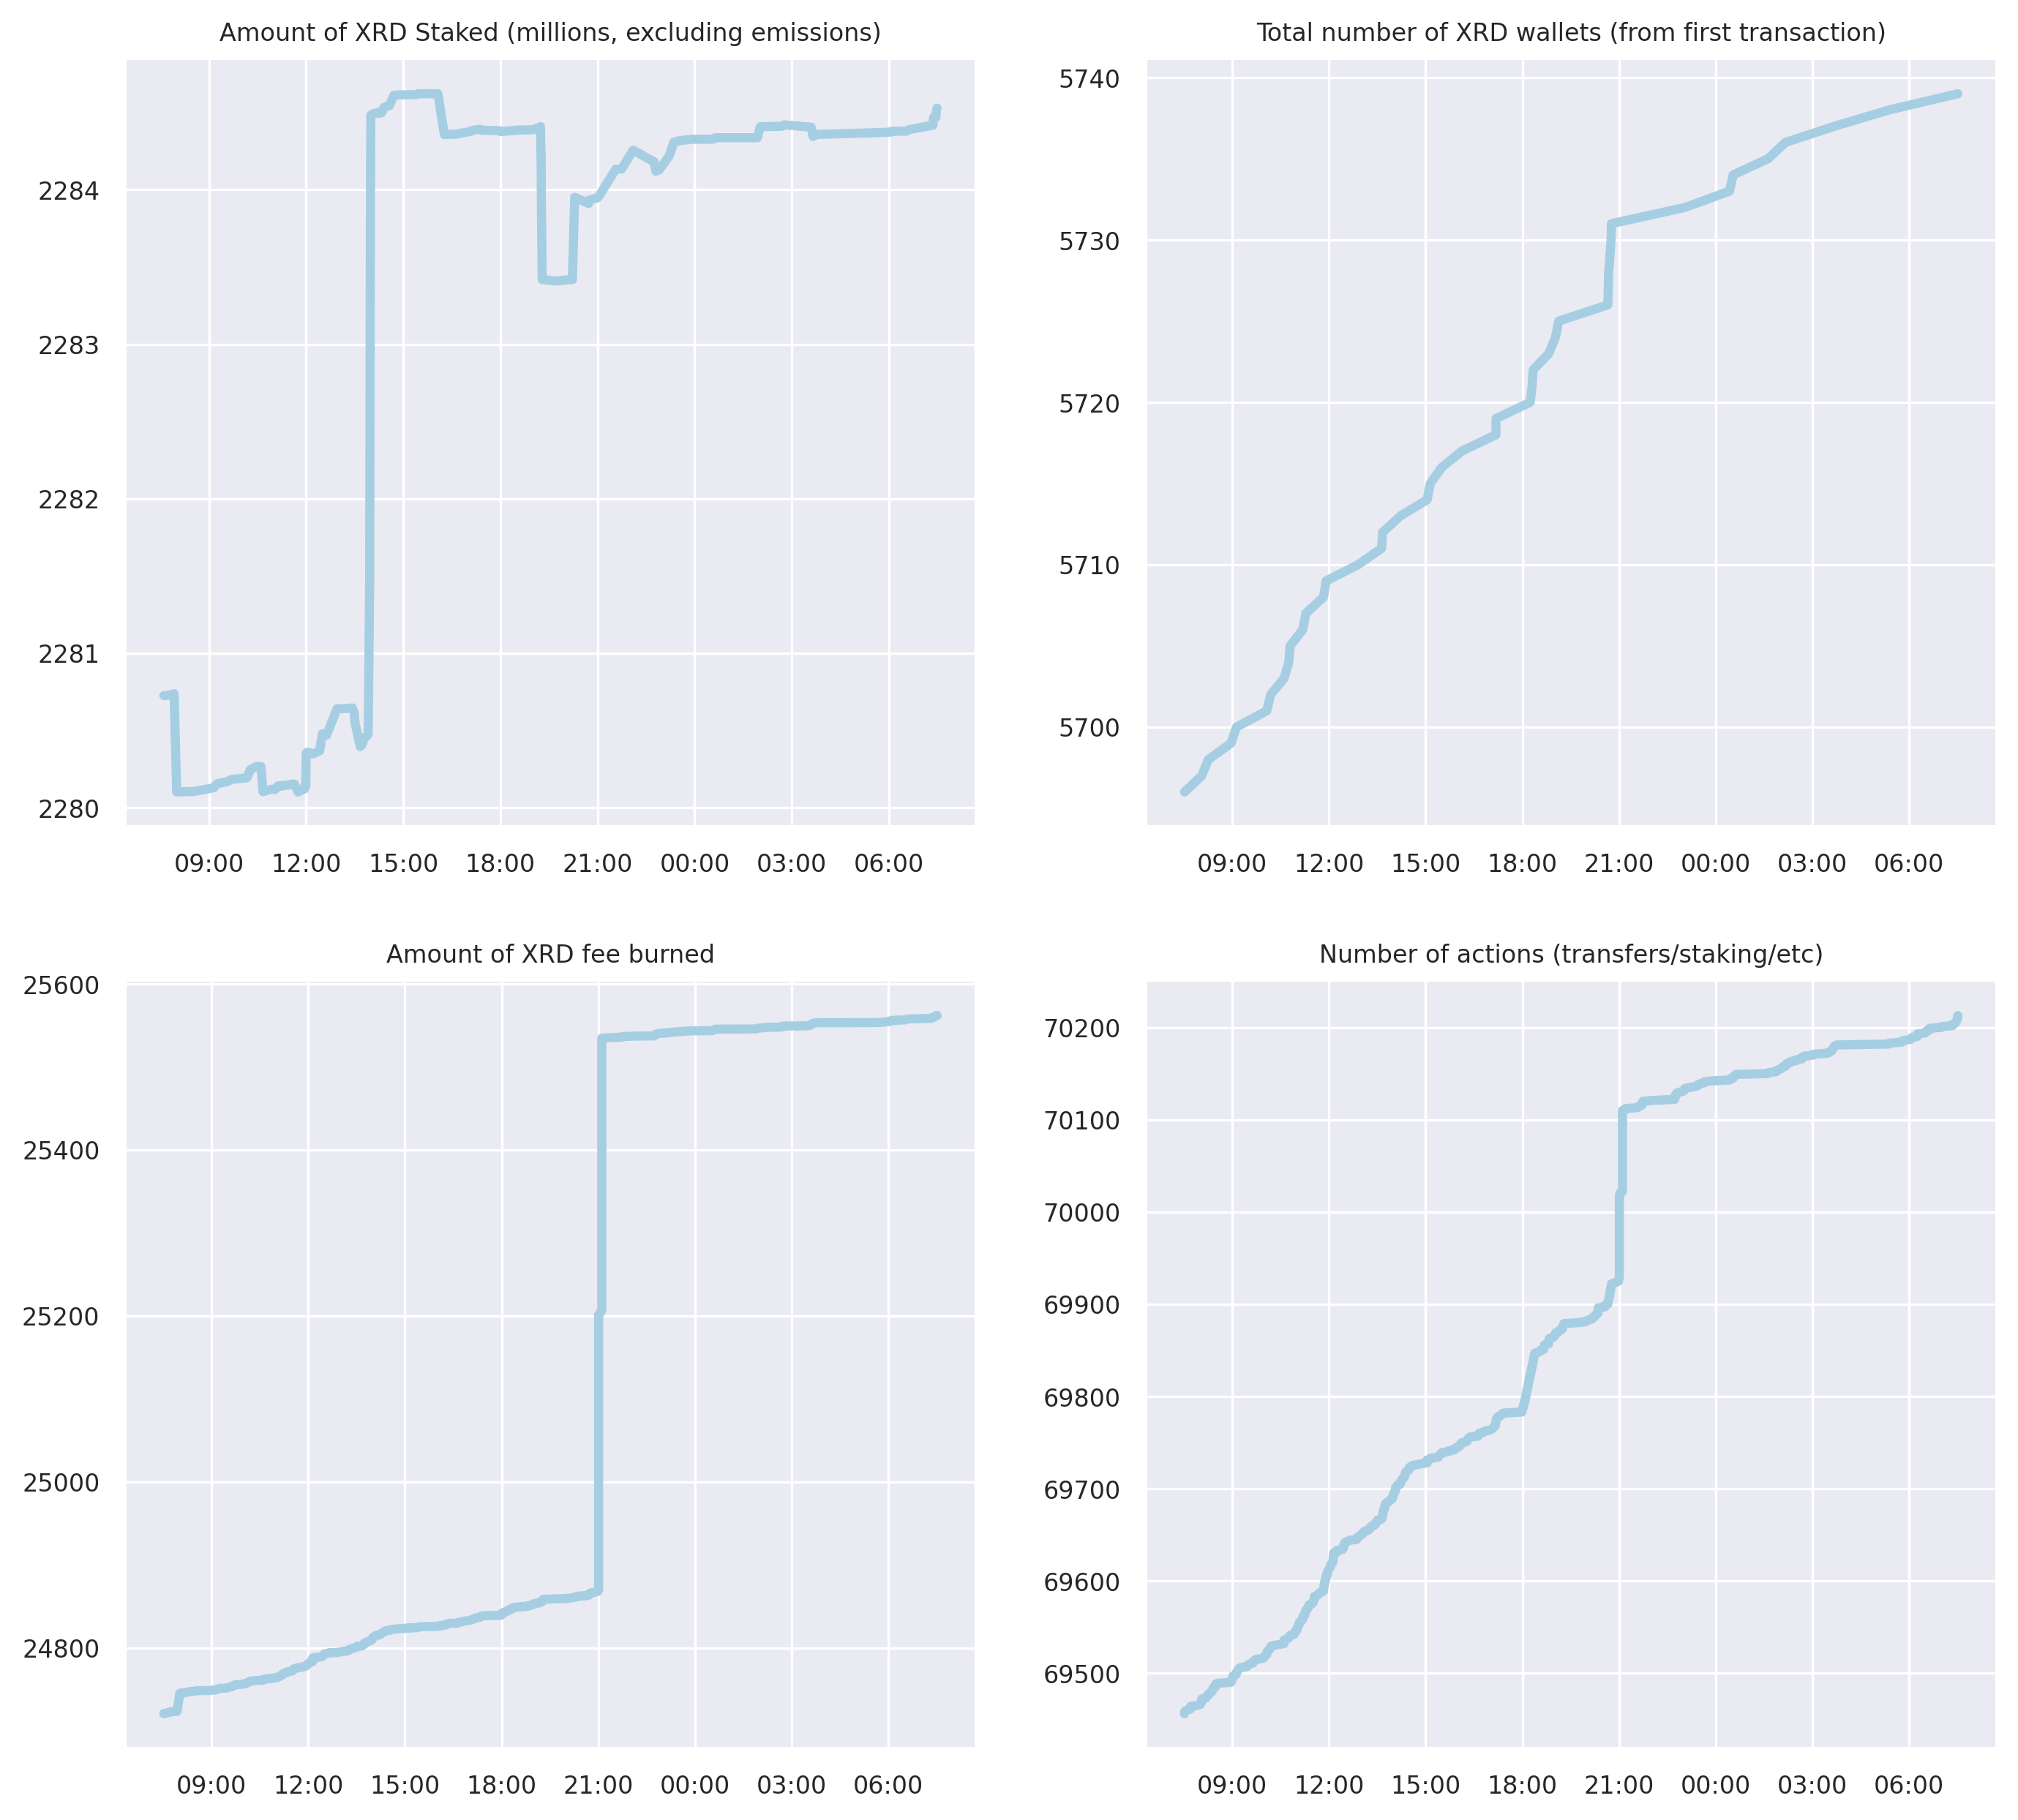 Amount of XRD Staked (millions, excluding emissions)
2284
2283
2282
2281
2280
09:00 12:00 15:00 18:00 21:00 00:00 03:00 06:00
Total number of XRD wallets (from first transaction)
5740
5730
5720
5710
5700
09:00 12:00 15:00 18:00 21:00 00:00 03:00 06:00
Amount of XRD fee burned
25600
25400
25200
25000
24800
09:00 12:00 15:00 18:00 21:00 00:00 03:00 06:00
Number of actions (transfers/staking/etc)
70200
70100
70000
69900
69800
69700
69600
69500
09:00 12:00 15:00 18:00 21:00 00:00 03:00 06:00